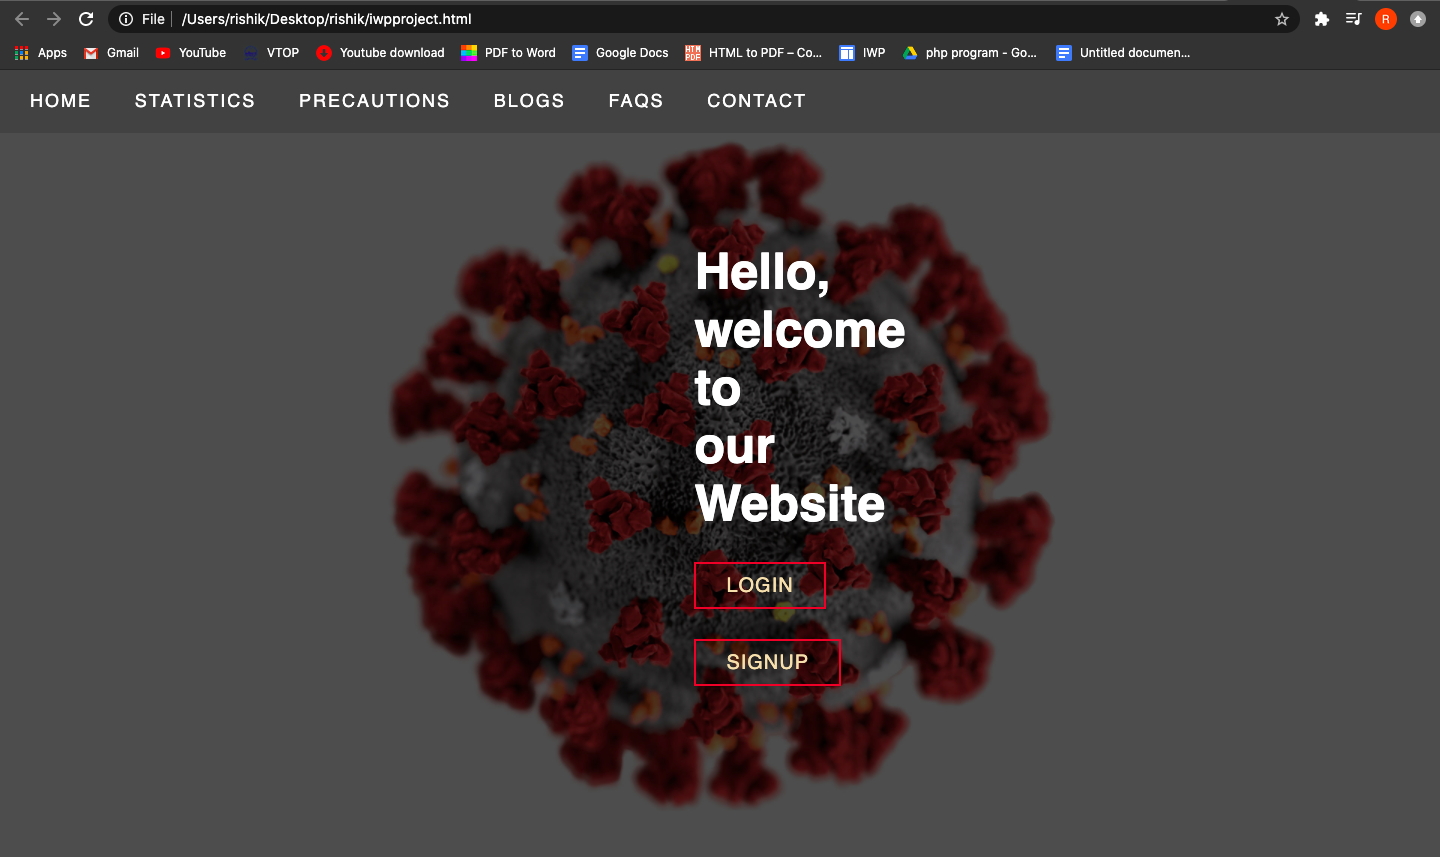 File /Users/rishik/Desktop/rishik/iwpproject.html R
Apps Gmail YouTube VTOP Youtube download PDF to Word Google Docs HTM PDF HTML to PDF – Co... IWP php program - Go... Untitled documen...
HOME STATISTICS PRECAUTIONS BLOGS FAQS CONTACT
Hello,
welcome
to
our
Website
LOGIN
SIGNUP